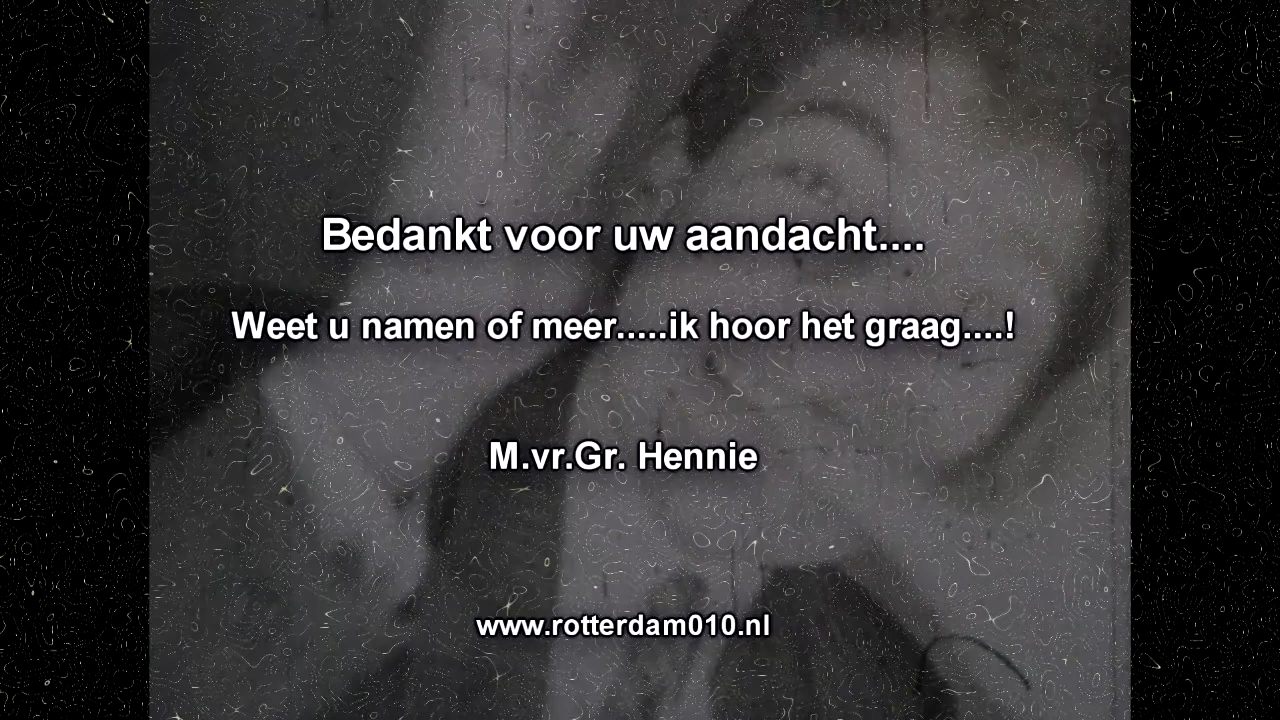 Bedankt voor uw aandacht....
Weet u namen of meer.....ik hoor het graag....!
M.vr.Gr. Hennie
www.rotterdam010.nl